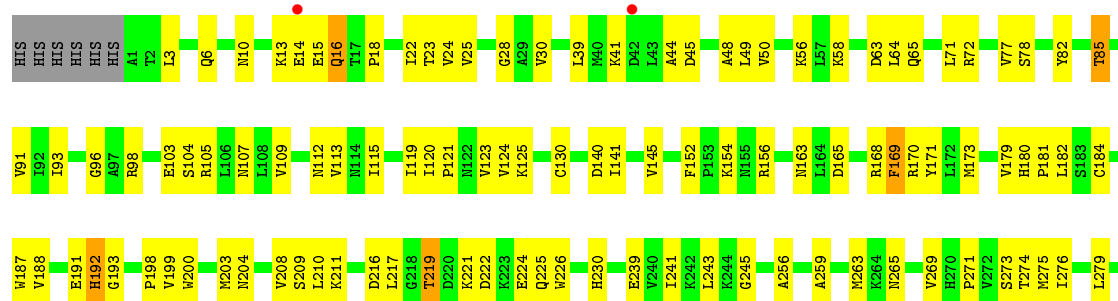 HIS HIS HIS HIS HIS HIS A1 T2 L3 Q6 N10 K13 E14 E15 Q16 T17 P18 I22 T23 V24 V25 G28 A29 V30 L39 M40 K41 D42 L43 A44 D45 A48 L49 V50 K56 L57 K58 D63 L64 Q65 L71 R72 V77 S78 Y82 T85
V91 I92 I93 G96 A97 R98 E103 S104 R105 L106 N107 L108 V109 N112 V113 N114 I115 I119 I120 P121 N122 V123 V124 K125 C130 D140 I141 V145 F152 P153 K154 N155 R156 N163 L164 D165 R168 F169 R170 Y171 L172 M173 V179 H180 P181 L182 S183 C184
W187 V188 E191 H192 G193 P198 V199 W200 M203 N204 V208 S209 L210 K211 D216 L217 G218 T219 D220 K221 D222 K223 E224 Q225 W226 H230 E239 V240 I241 K242 L243 K244 G245 A256 A259 M263 K264 N265 V269 H270 P271 V272 S273 T274 M275 I276 L279